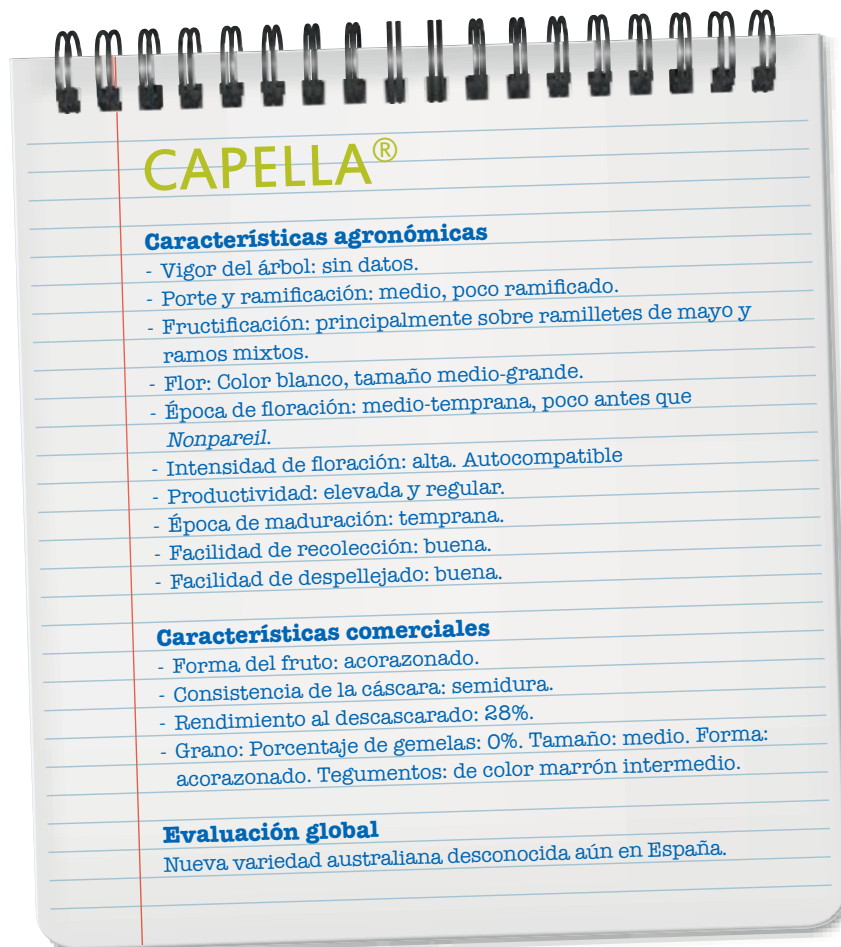 CAPELLA®
Características agronómicas
- Vigor del árbol: sin datos.
- Porte y ramificación: medio, poco ramificado.
- Fructificación: principalmente sobre ramilletes de mayo y
ramos mixtos.
- Flor: Color blanco, tamaño medio-grande.
- Época de floración: medio-temprana, poco antes que
Nonpareil.
- Intensidad de floración: alta. Autocompatible
- Productividad: elevada y regular.
- Época de maduración: temprana.
- Facilidad de recolección: buena.
- Facilidad de despellejado: buena.
Características comerciales
- Forma del fruto: acorazonado.
- Consistencia de la cáscara: semidura.
- Rendimiento al descascarado: 28%.
- Grano: Porcentaje de gemelas: 0%. Tamaño: medio. Forma:
acorazonado. Tegumentos: de color marrón intermedio.
Evaluación global
Nueva variedad australiana desconocida aún en España.